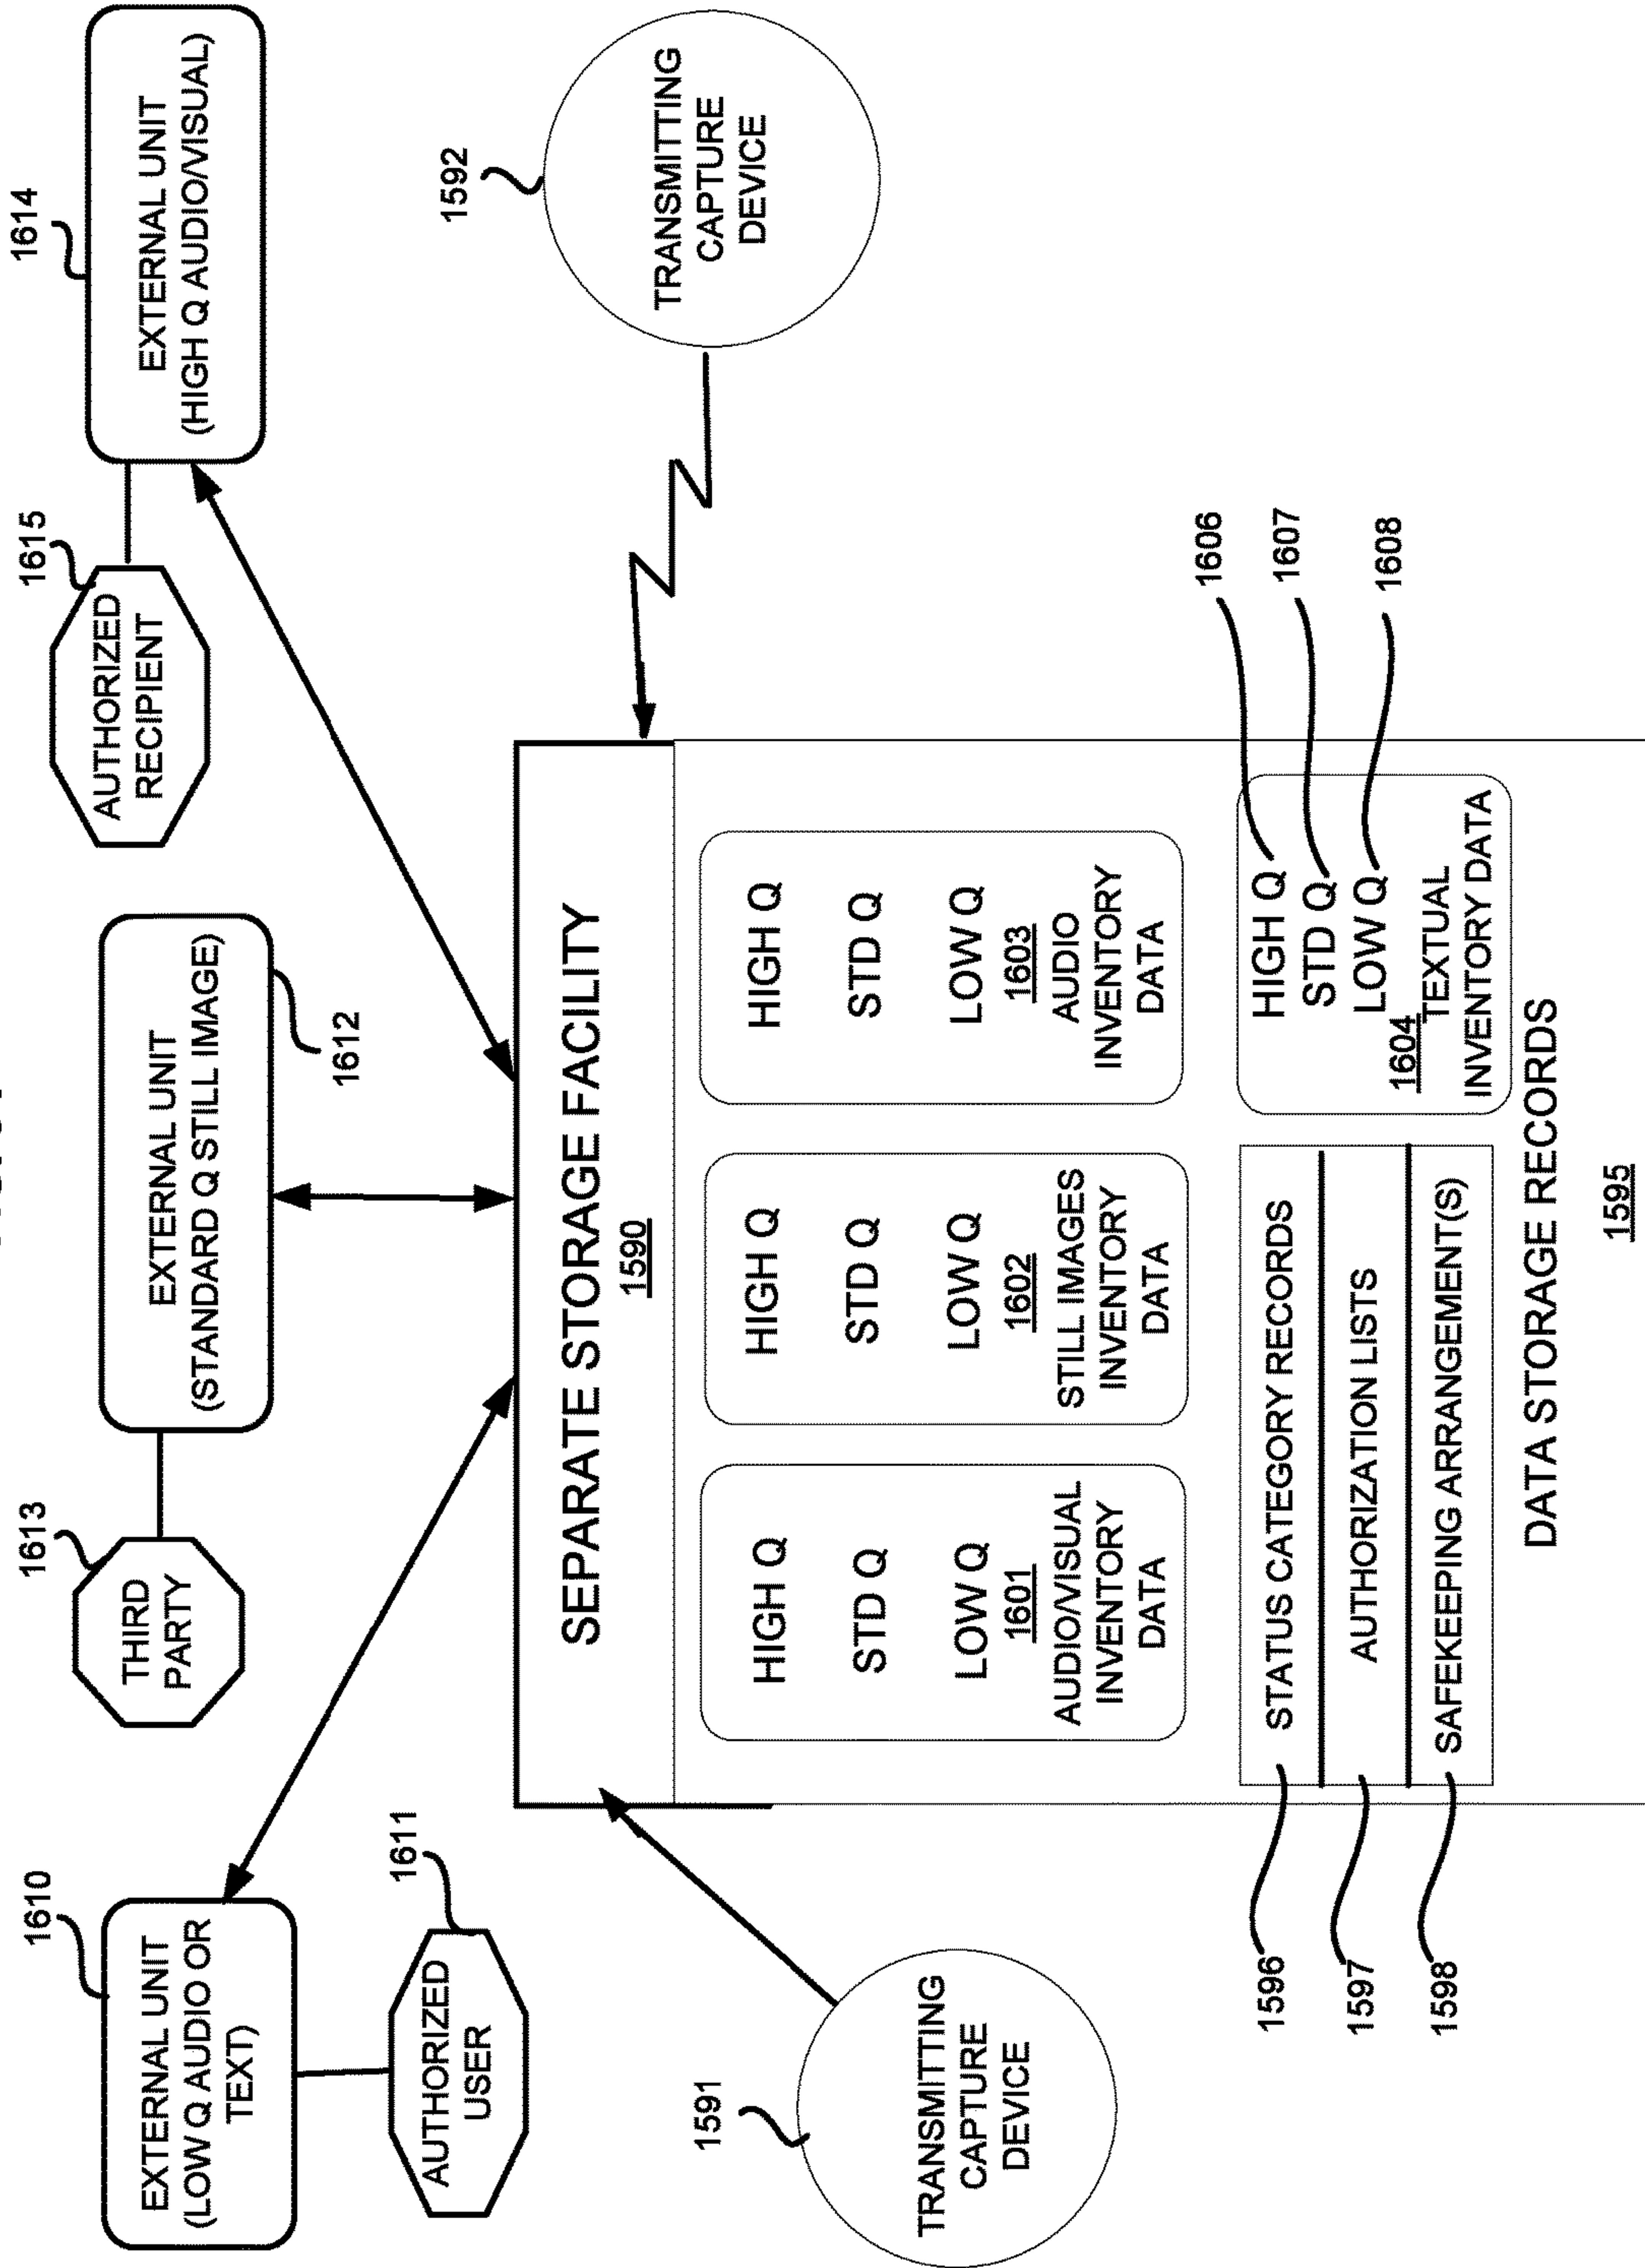 1610
EXTERNAL UNIT
(LOW Q AUDIO OR
TEXT)
1611
AUTHORIZED
USER
1613
THIRD
PARTY
EXTERNAL UNIT
(STANDARD Q STILL IMAGE)
1612
1615
AUTHORIZED
RECIPIENT
1614
EXTERNAL UNIT
(HIGH Q AUDIO/VISUAL)
1591
TRANSMITTING
CAPTURE
DEVICE
1592
TRANSMITTING
CAPTURE
DEVICE
SEPARATE STORAGE FACILITY
1590
HIGH Q
STD Q
LOW Q
1601
AUDIO/VISUAL
INVENTORY
DATA
HIGH Q
STD Q
LOW Q
1602
STILL IMAGES
INVENTORY
DATA
HIGH Q
STD Q
LOW Q
1603
AUDIO
INVENTORY
DATA
1596
STATUS CATEGORY RECORDS
1597
AUTHORIZATION LISTS
1598
SAFEKEEPING ARRANGEMENT(S)
HIGH Q
STD Q
LOW Q
1604
TEXTUAL
INVENTORY DATA
1606
1607
1608
DATA STORAGE RECORDS
1595